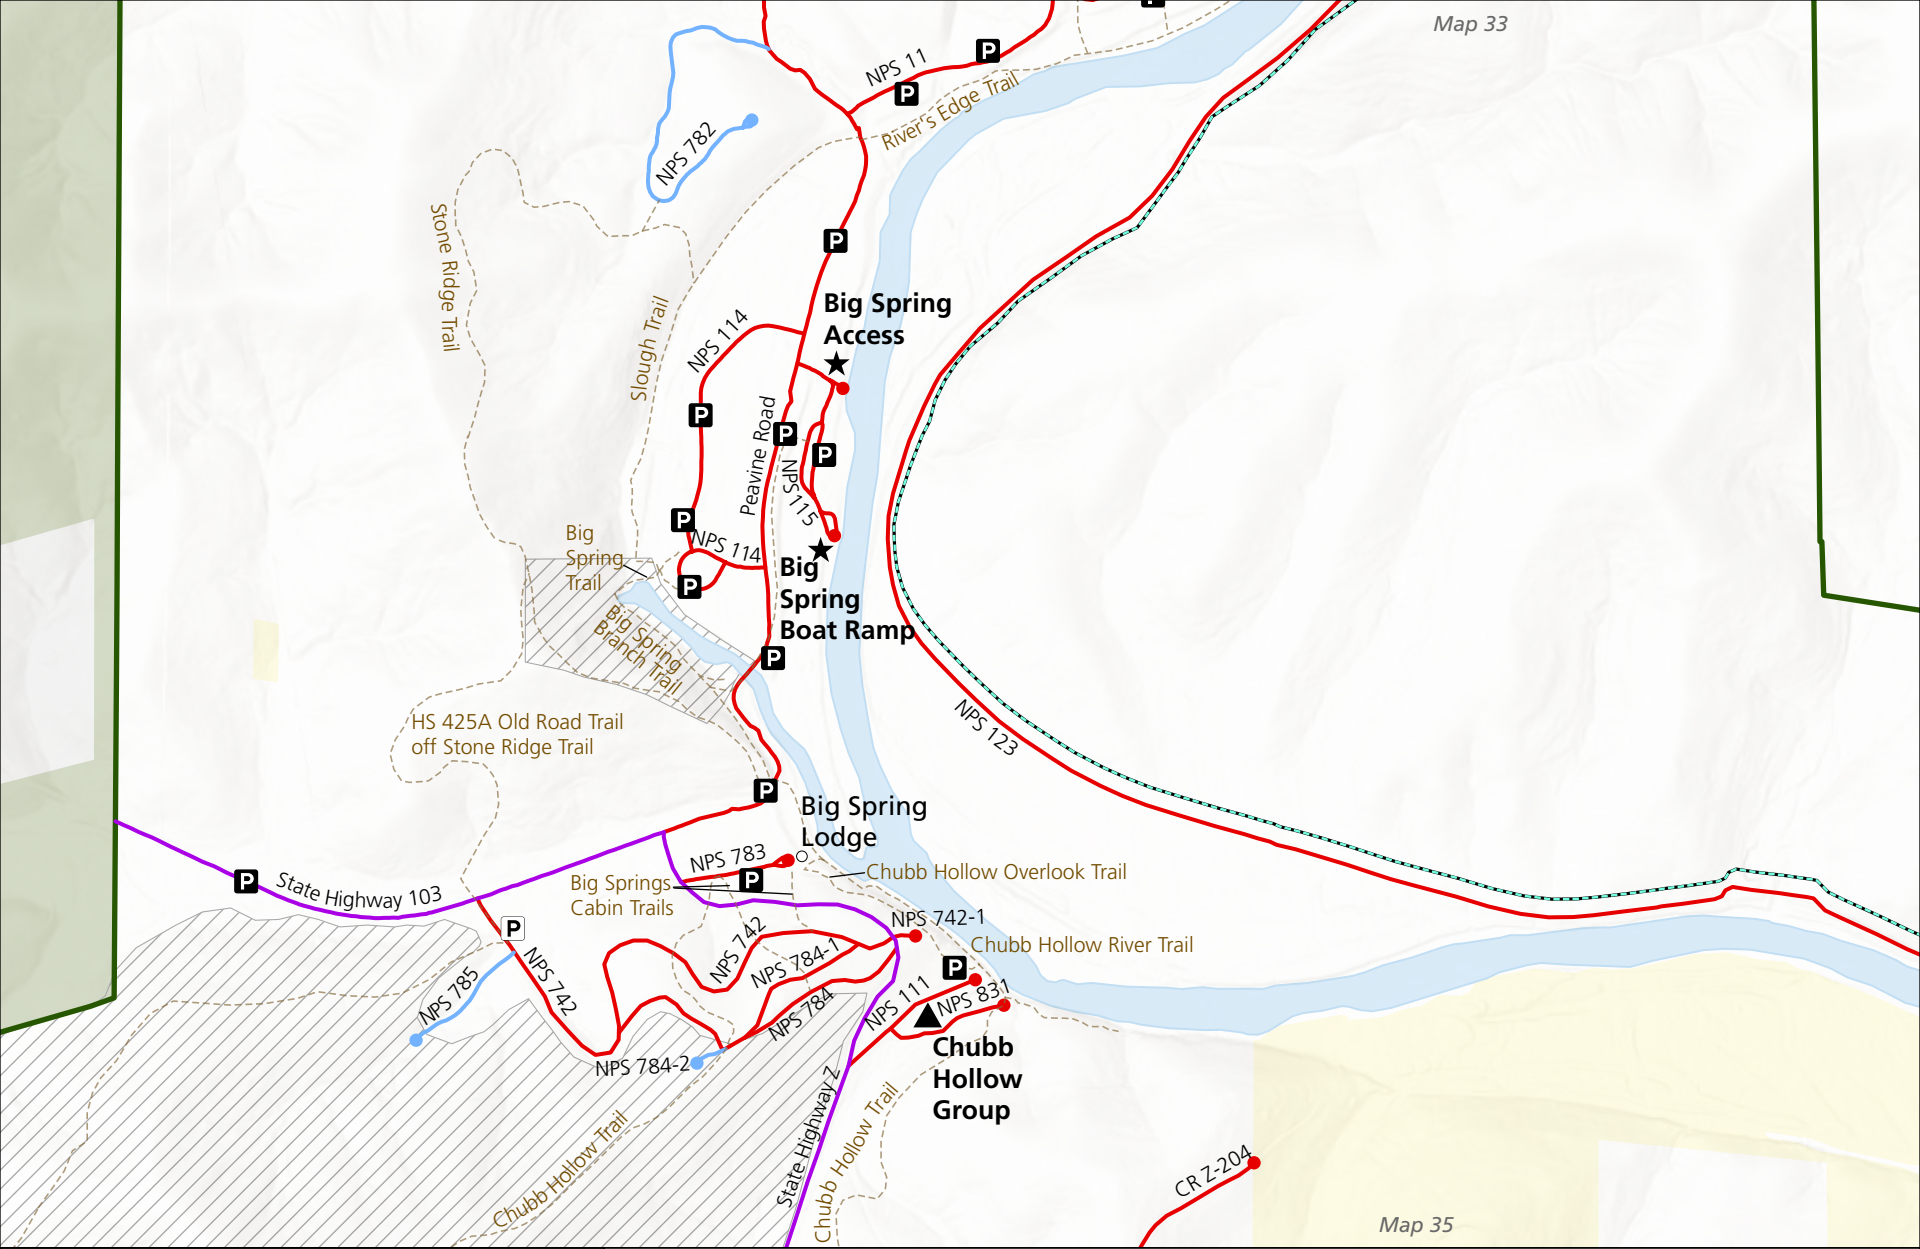 Map 33
P
NPS 11
P
P
River's Edge Trail
NPS 782
Stone Ridge Trail
P
Big Spring
Access
NPS 114
Slough Trail
P
Peavine Road
P
P
NPS 115
P
NPS 114
Big
Spring
Trail
P
Big
Spring
Boat Ramp
Big Spring
Branch Trail
P
HS 425A Old Road Trail
off Stone Ridge Trail
NPS 123
P
Big Spring
Lodge
NPS 783
P
Chubb Hollow Overlook Trail
Big Springs
Cabin Trails
P
State Highway 103
P
NPS 742-1
Chubb Hollow River Trail
NPS 742
NPS 784-1
P
NPS 785
NPS 742
NPS 784
NPS 111
NPS 831
NPS 784-2
Chubb
Hollow
Group
State Highway Z
Chubb Hollow Trail
Chubb Hollow Trail
CR Z-204
Map 35